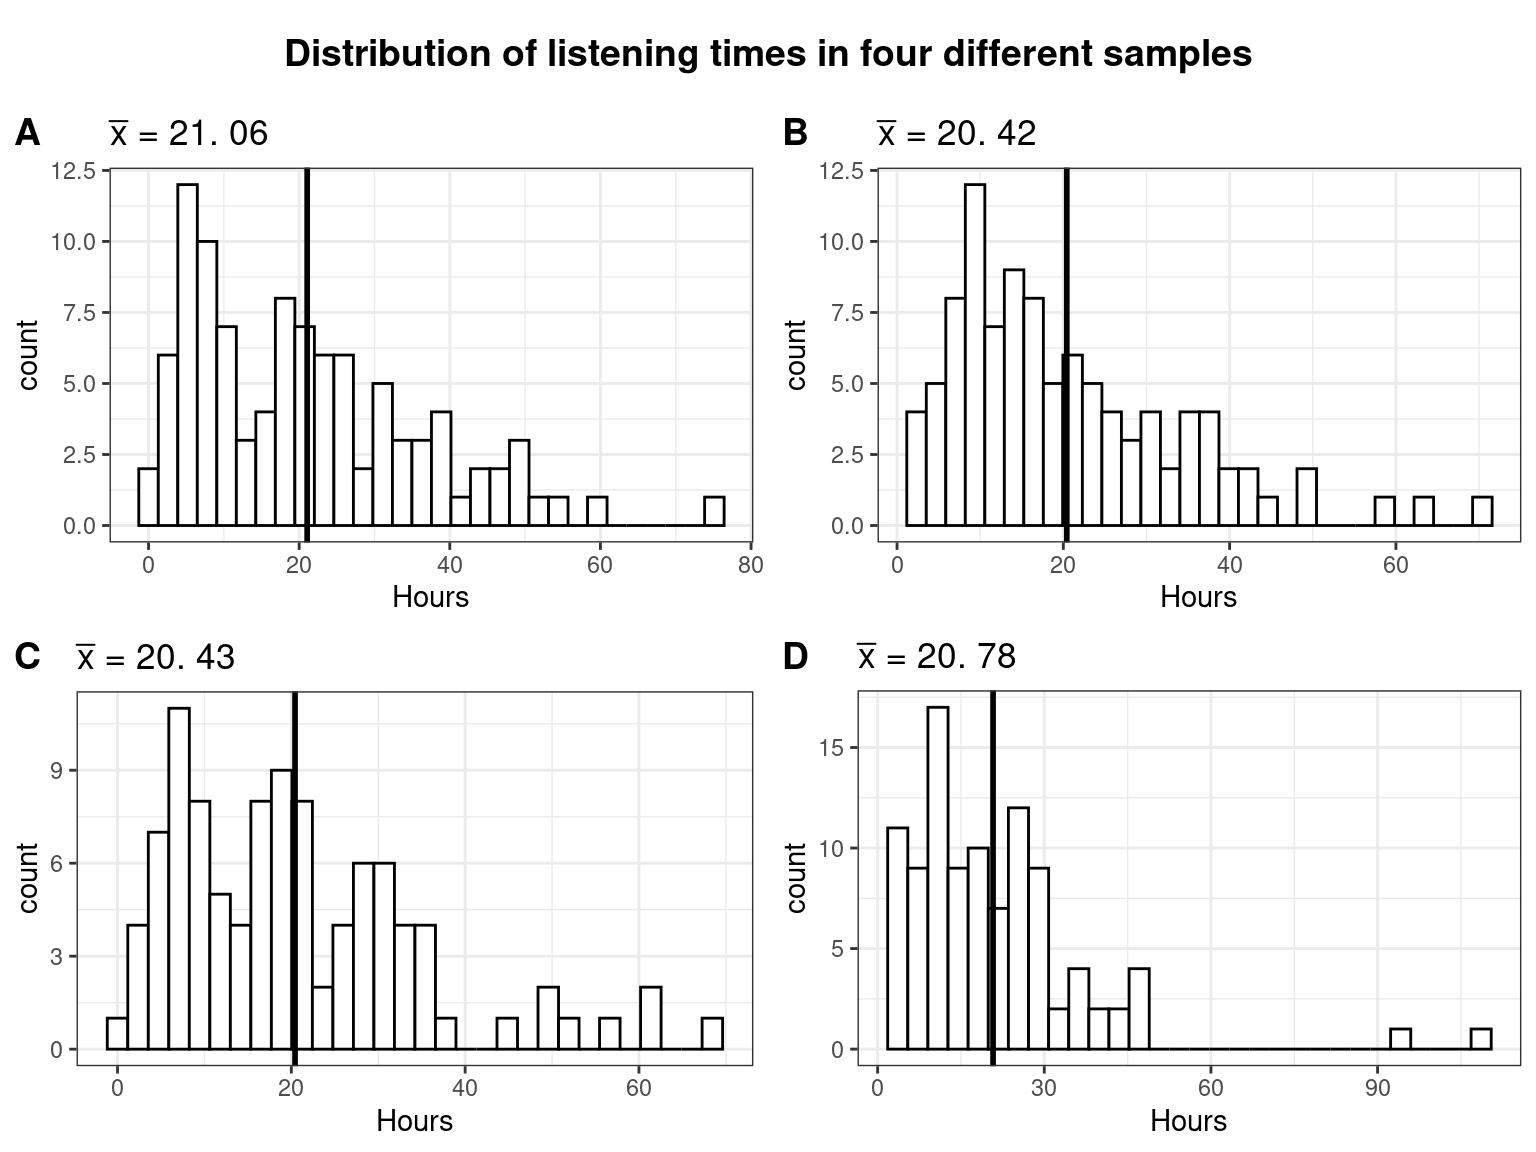 Distribution of listening times in four different samples
A x̅ = 21. 06
12.5
10.0
7.5
5.0
2.5
0.0
count
0 20 40 60 80
Hours
B x̅ = 20. 42
12.5
10.0
7.5
5.0
2.5
0.0
count
0 20 40 60
Hours
C x̅ = 20. 43
9
6
3
0
count
0 20 40 60
Hours
D x̅ = 20. 78
15
10
5
0
count
0 30 60 90
Hours